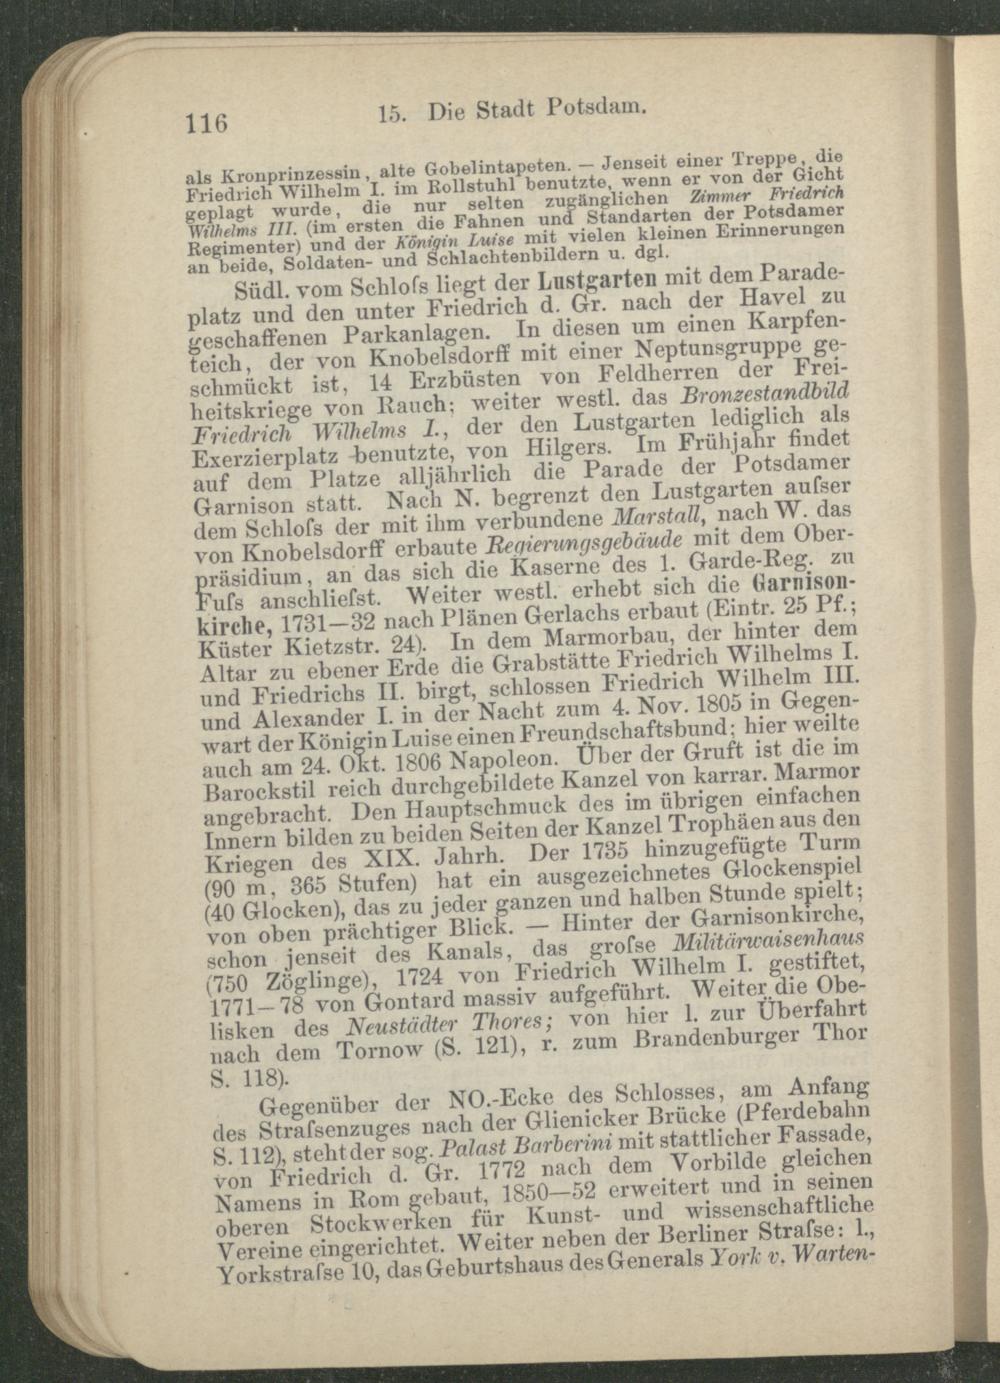 116
15. Die Stadt Potsdam.
als Kronprinzessin, alte Gobelintapeten. — Jenseit einer Treppe, die
Friedrich Wilhelm I. im Rollstuhl benutzte, wenn er von der Gicht
geplagt wurde, die nur selten zugänglichen Zimmer Friedrich
Wilhelms III. (im ersten die Fahnen und Standarten der Potsdamer
Regimenter) und der Königin Luise mit vielen kleinen Erinnerungen
an beide, Soldaten- und Schlachtenbildern u. dgl.
Südl. vom Schloſs liegt der Lustgarten mit dem Parade-
platz und den unter Friedrich d. Gr. nach der Havel zu
geschaffenen Parkanlagen. In diesen um einen Karpfen-
teich, der von Knobelsdorff mit einer Neptunsgruppe ge-
schmückt ist, 14 Erzbüsten von Feldherren der Frei-
heitskriege von Rauch; weiter westl. das Bronzestandbild
Friedrich Wilhelms I., der den Lustgarten lediglich als
Exerzierplatz benutzte, von Hilgers. Im Frühjahr findet
auf dem Platze alljährlich die Parade der Potsdamer
Garnison statt. Nach N. begrenzt den Lustgarten auſser
dem Schloſs der mit ihm verbundene Marstall, nach W. das
von Knobelsdorff erbaute Regierungsgebäude mit dem Ober-
präsidium, an das sich die Kaserne des 1. Garde-Reg. zu
Fuſs anschlieſst. Weiter westl. erhebt sich die Garnison-
kirche, 1731—32 nach Plänen Gerlachs erbaut (Eintr. 25 Pf.;
Küster Kietzstr. 24). In dem Marmorbau, der hinter dem
Altar zu ebener Erde die Grabstätte Friedrich Wilhelms I.
und Friedrichs II. birgt, schlossen Friedrich Wilhelm III.
und Alexander I. in der Nacht zum 4. Nov. 1805 in Gegen-
wart der Königin Luise einen Freundschaftsbund; hier weilte
auch am 24. Okt. 1806 Napoleon. Über der Gruft ist die im
Barockstil reich durchgebildete Kanzel von karrar. Marmor
angebracht. Den Hauptschmuck des im übrigen einfachen
Innern bilden zu beiden Seiten der Kanzel Trophäen aus den
Kriegen des XIX. Jahrh. Der 1735 hinzugefügte Turm
(90 m, 365 Stufen) hat ein ausgezeichnetes Glockenspiel
(40 Glocken), das zu jeder ganzen und halben Stunde spielt;
von oben prächtiger Blick. — Hinter der Garnisonkirche,
schon jenseit des Kanals, das groſse Militärwaisenhaus
(750 Zöglinge), 1724 von Friedrich Wilhelm I. gestiftet,
1771—78 von Gontard massiv aufgeführt. Weiter die Obe-
lisken des Neustädter Thores; von hier l. zur Überfahrt
nach dem Tornow (S. 121), r. zum Brandenburger Thor
S. 118).
Gegenüber der NO.-Ecke des Schlosses, am Anfang
des Straſsenzuges nach der Glienicker Brücke (Pferdebahn
S. 112), steht der sog. Palast Barberini mit stattlicher Fassade,
von Friedrich d. Gr. 1772 nach dem Vorbilde gleichen
Namens in Rom gebaut, 1850—52 erweitert und in seinen
oberen Stockwerken für Kunst- und wissenschaftliche
Vereine eingerichtet. Weiter neben der Berliner Straſse: l.,
Yorkstraſse 10, das Geburtshaus des Generals York v. Warten-